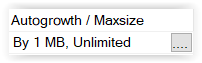 Autogrowth / Maxsize
By 1 MB, Unlimited ....